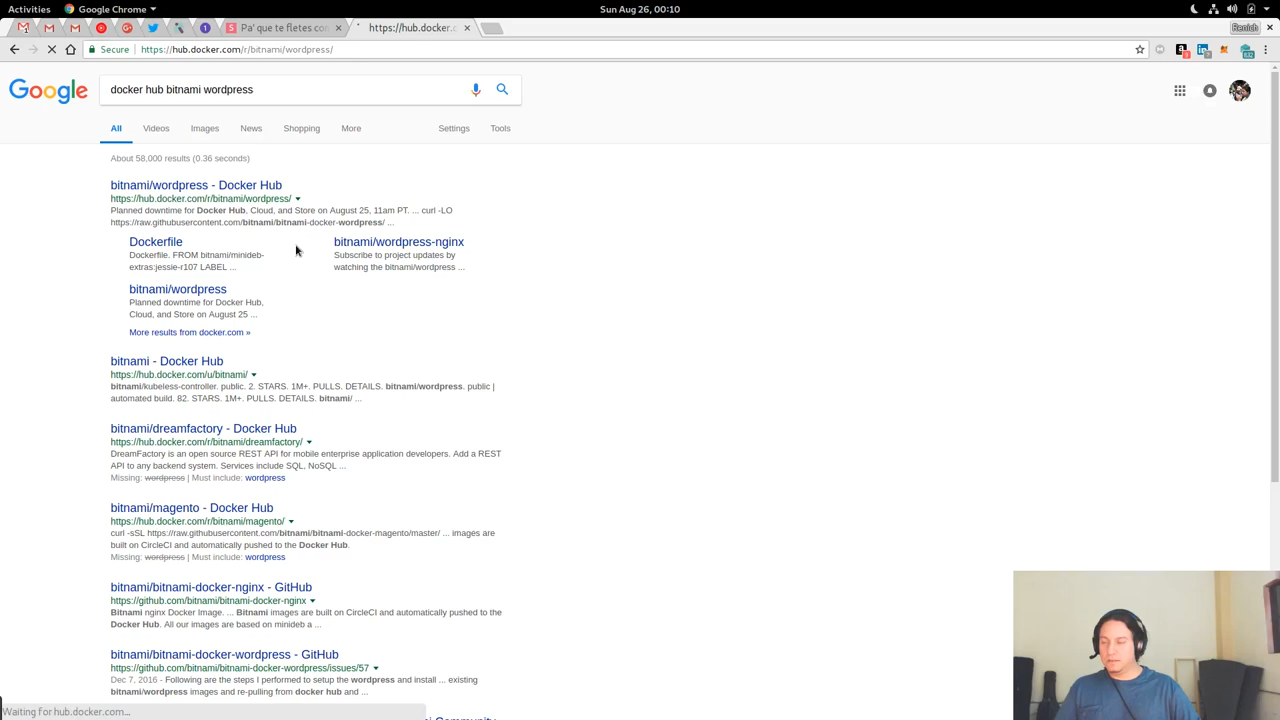 Activities
Google Chrome
Sun Aug 26, 00:10
Pa' que te fletes com
https://hub.docker.c
Renich
Secure
https://hub.docker.com/r/bitnami/wordpress/
Google
docker hub bitnami wordpress
All
Videos
Images
News
Shopping
More
Settings
Tools
About 58,000 results (0.36 seconds)
bitnami/wordpress - Docker Hub
https://hub.docker.com/r/bitnami/wordpress/
Planned downtime for Docker Hub, Cloud, and Store on August 25, 11am PT. ... curl -LO
https://raw.githubusercontent.com/bitnami/bitnami-docker-wordpress/ ...
Dockerfile
Dockerfile. FROM bitnami/minideb-
extras:jessie-r107 LABEL ...
bitnami/wordpress-nginx
Subscribe to project updates by
watching the bitnami/wordpress ...
bitnami/wordpress
Planned downtime for Docker Hub,
Cloud, and Store on August 25 ...
More results from docker.com »
bitnami - Docker Hub
https://hub.docker.com/u/bitnami/
bitnami/kubeless-controller. public. 2. STARS. 1M+. PULLS. DETAILS. bitnami/wordpress. public |
automated build. 82. STARS. 1M+. PULLS. DETAILS. bitnami/ ...
bitnami/dreamfactory - Docker Hub
https://hub.docker.com/r/bitnami/dreamfactory/
DreamFactory is an open source REST API for mobile enterprise application developers. Add a REST
API to any backend system. Services include SQL, NoSQL ...
Missing: wordpress | Must include: wordpress
bitnami/magento - Docker Hub
https://hub.docker.com/r/bitnami/magento/
curl -sSL https://raw.githubusercontent.com/bitnami/bitnami-docker-magento/master/ ... images are
built on CircleCI and automatically pushed to the Docker Hub.
Missing: wordpress | Must include: wordpress
bitnami/bitnami-docker-nginx - GitHub
https://github.com/bitnami/bitnami-docker-nginx
Bitnami nginx Docker Image. ... Bitnami images are built on CircleCI and automatically pushed to the
Docker Hub. All our images are based on minideb a ...
bitnami/bitnami-docker-wordpress - GitHub
https://github.com/bitnami/bitnami-docker-wordpress/issues/57
Dec 7, 2016 - Following are the steps I performed to setup the wordpress and install ... existing
bitnami/wordpress images and re-pulling from docker hub and ...
Waiting for hub.docker.com...